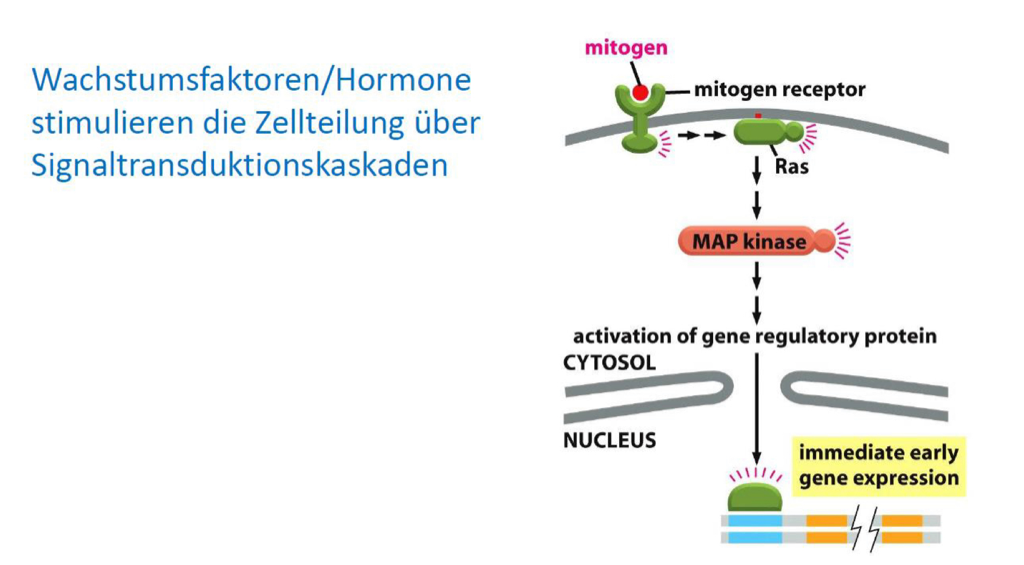 Wachstumsfaktoren/Hormone
stimulieren die Zellteilung über
Signaltransduktionskaskaden
mitogen
mitogen receptor
Ras
MAP kinase
activation of gene regulatory protein
CYTOSOL
NUCLEUS
immediate early
gene expression